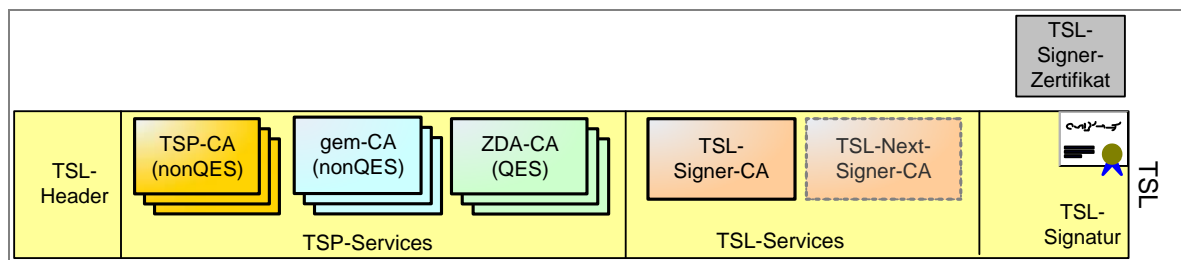 TSL-
Signer-
Zertifikat
TSL-
Header
TSP-CA
(nonQES)
gem-CA
(nonQES)
ZDA-CA
(QES)
TSP-Services
TSL-
Signer-CA
TSL-Next-
Signer-CA
TSL-Services
TSL-
Signatur
TSL